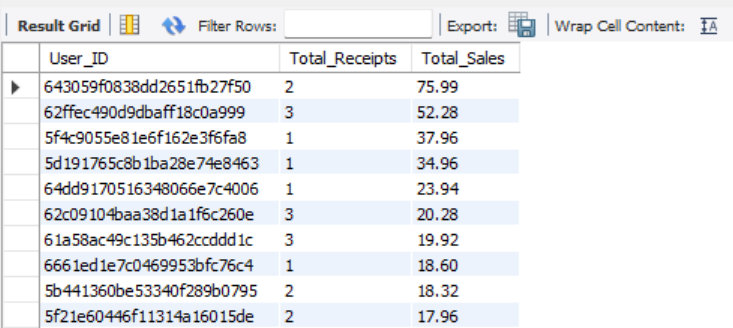 Result Grid Filter Rows: Export: Wrap Cell Content: IA
User_ID Total_Receipts Total_Sales
643059f0838dd2651fb27f50 2 75.99
62ffec490d9dbaff18c0a999 3 52.28
5f4c9055e81e6f162e3f6fa8 1 37.96
5d191765c8b1ba28e74e8463 1 34.96
64dd9170516348066e7c4006 1 23.94
62c09104baa38d1a1f6c260e 3 20.28
61a58ac49c135b462ccddd1c 3 19.92
6661ed1e7c0469953bfc76c4 1 18.60
5b441360be53340f289b0795 2 18.32
5f21e60446f11314a16015de 2 17.96